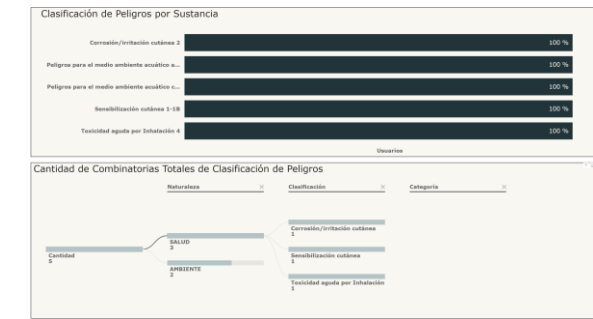 Clasificación de Peligros por Sustancia
Corrosión/irritación cutánea 2
100 %
Peligros para el medio ambiente acuático a...
100 %
Peligros para el medio ambiente acuático c...
100 %
Sensibilización cutánea 1-1B
100 %
Toxicidad aguda por Inhalación 4
100 %
Usuarios
Cantidad de Combinatorias Totales de Clasificación de Peligros
Naturaleza × Clasificación × Categoría ×
Corrosión/irritación cutánea
1
SALUD
3
Cantidad
5
Sensibilización cutánea
1
AMBIENTE
2
Toxicidad aguda por Inhalación
1